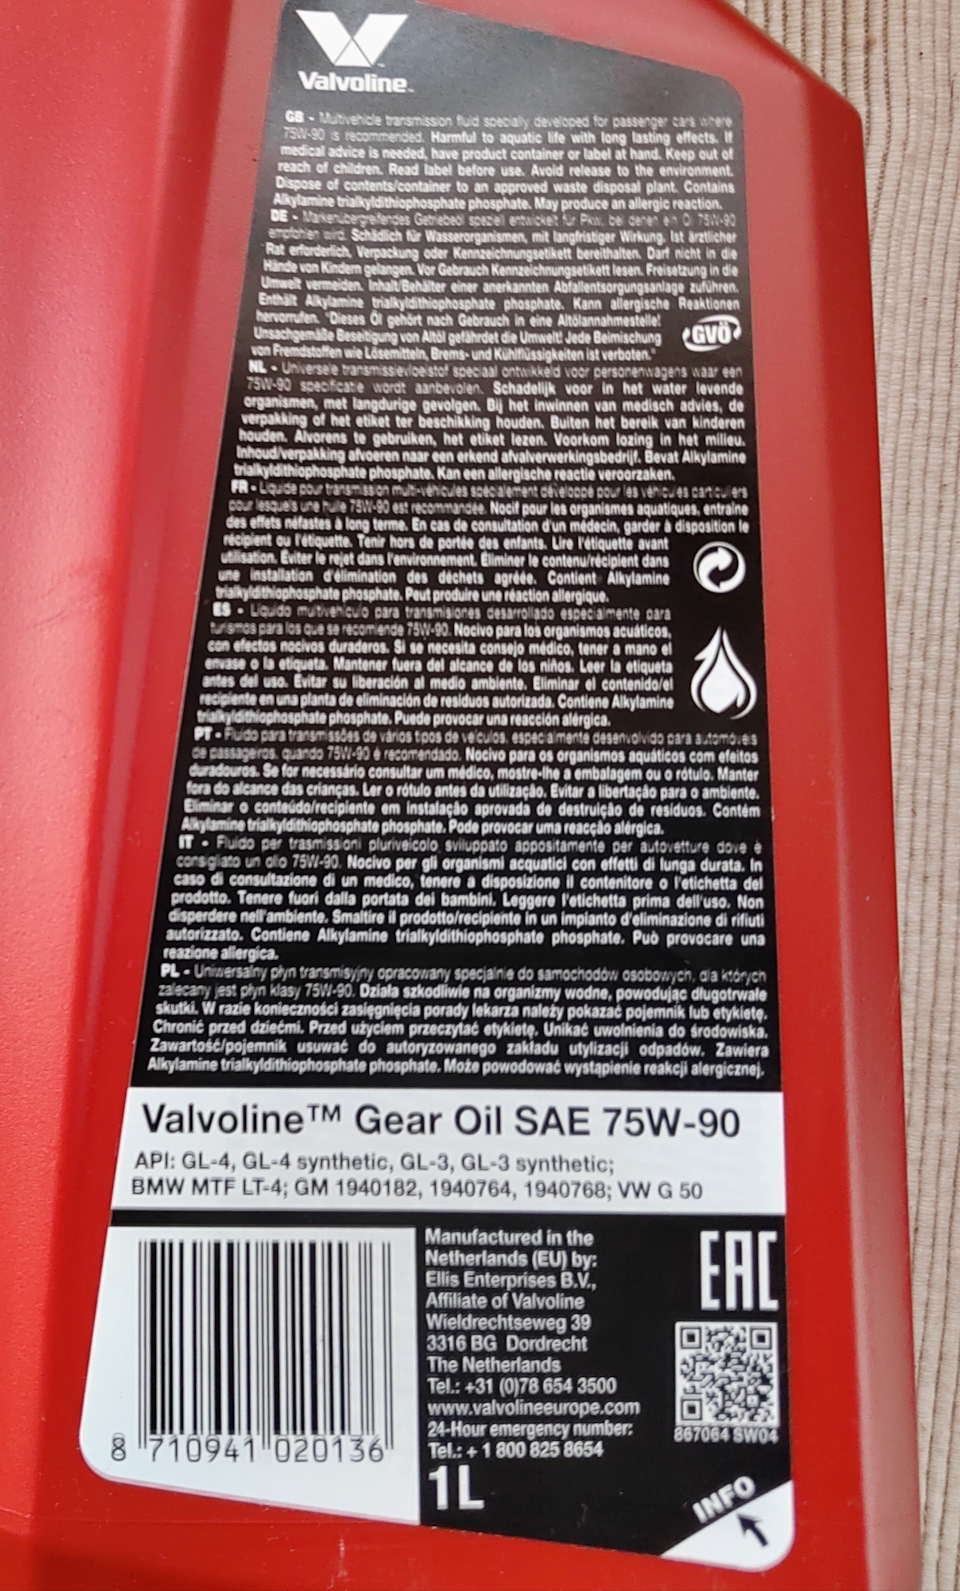 Valvoline™
GB - Multivehicle transmission fluid specially developed for passenger cars where
75W-90 is recommended. Harmful to aquatic life with long lasting effects. If
medical advice is needed, have product container or label at hand. Keep out of
reach of children. Read label before use. Avoid release to the environment.
Dispose of contents/container to an approved waste disposal plant. Contains
Alkylamine trialkyldithiophosphate phosphate. May produce an allergic reaction.
DE - Markenübergreifendes Getriebeöl speziell entwickelt für Pkw, bei denen ein Öl 75W-90
empfohlen wird. Schädlich für Wasserorganismen, mit langfristiger Wirkung. Ist ärztlicher
Rat erforderlich, Verpackung oder Kennzeichnungsetikett bereithalten. Darf nicht in die
Hände von Kindern gelangen. Vor Gebrauch Kennzeichnungsetikett lesen. Freisetzung in die
Umwelt vermeiden. Inhalt/Behälter einer anerkannten Abfallentsorgungsanlage zuführen.
Enthält Alkylamine trialkyldithiophosphate phosphate. Kann allergische Reaktionen
hervorrufen. "Dieses Öl gehört nach Gebrauch in eine Altölannahmestelle!
Unsachgemäße Beseitigung von Altöl gefährdet die Umwelt! Jede Beimischung
von Fremdstoffen wie Lösemitteln, Brems- und Kühlflüssigkeiten ist verboten."
GVÖ
NL - Universele transmissievloeistof speciaal ontwikkeld voor personenwagens waar een
75W-90 specificatie wordt aanbevolen. Schadelijk voor in het water levende
organismen, met langdurige gevolgen. Bij het inwinnen van medisch advies, de
verpakking of het etiket ter beschikking houden. Buiten het bereik van kinderen
houden. Alvorens te gebruiken, het etiket lezen. Voorkom lozing in het milieu.
Inhoud/verpakking afvoeren naar een erkend afvalverwerkingsbedrijf. Bevat Alkylamine
trialkyldithiophosphate phosphate. Kan een allergische reactie veroorzaken.
FR - Liquide pour transmission multi-véhicules spécialement développé pour les véhicules particuliers
pour lesquels une huile 75W-90 est recommandée. Nocif pour les organismes aquatiques, entraîne
des effets néfastes à long terme. En cas de consultation d'un médecin, garder à disposition le
récipient ou l'étiquette. Tenir hors de portée des enfants. Lire l'étiquette avant
utilisation. Éviter le rejet dans l'environnement. Éliminer le contenu/récipient dans
une installation d'élimination des déchets agréée. Contient Alkylamine
trialkyldithiophosphate phosphate. Peut produire une réaction allergique.
ES - Líquido multivehículo para transmisiones desarrollado especialmente para
turismos para los que se recomiende 75W-90. Nocivo para los organismos acuáticos,
con efectos nocivos duraderos. Si se necesita consejo médico, tener a mano el
envase o la etiqueta. Mantener fuera del alcance de los niños. Leer la etiqueta
antes del uso. Evitar su liberación al medio ambiente. Eliminar el contenido/el
recipiente en una planta de eliminación de residuos autorizada. Contiene Alkylamine
trialkyldithiophosphate phosphate. Puede provocar una reacción alérgica.
PT - Fluido para transmissões de vários tipos de veículos, especialmente desenvolvido para automóveis
de passageiros, quando 75W-90 é recomendado. Nocivo para os organismos aquáticos com efeitos
duradouros. Se for necessário consultar um médico, mostre-lhe a embalagem ou o rótulo. Manter
fora do alcance das crianças. Ler o rótulo antes da utilização. Evitar a libertação para o ambiente.
Eliminar o conteúdo/recipiente em instalação aprovada de destruição de resíduos. Contém
Alkylamine trialkyldithiophosphate phosphate. Pode provocar uma reacção alérgica.
IT - Fluido per trasmissioni pluriveicolo sviluppato appositamente per autovetture dove è
consigliato un olio 75W-90. Nocivo per gli organismi acquatici con effetti di lunga durata. In
caso di consultazione di un medico, tenere a disposizione il contenitore o l'etichetta del
prodotto. Tenere fuori dalla portata dei bambini. Leggere l'etichetta prima dell'uso. Non
disperdere nell'ambiente. Smaltire il prodotto/recipiente in un impianto d'eliminazione di rifiuti
autorizzato. Contiene Alkylamine trialkyldithiophosphate phosphate. Può provocare una
reazione allergica.
PL - Uniwersalny płyn transmisyjny opracowany specjalnie do samochodów osobowych, dla których
zalecany jest płyn klasy 75W-90. Działa szkodliwie na organizmy wodne, powodując długotrwałe
skutki. W razie konieczności zasięgnięcia porady lekarza należy pokazać pojemnik lub etykietę.
Chronić przed dziećmi. Przed użyciem przeczytać etykietę. Unikać uwolnienia do środowiska.
Zawartość/pojemnik usuwać do autoryzowanego zakładu utylizacji odpadów. Zawiera
Alkylamine trialkyldithiophosphate phosphate. Może powodować wystąpienie reakcji alergicznej.
Valvoline™ Gear Oil SAE 75W-90
API: GL-4, GL-4 synthetic, GL-3, GL-3 synthetic;
BMW MTF LT-4; GM 1940182, 1940764, 1940768; VW G 50
8 710941 020136
Manufactured in the
Netherlands (EU) by:
Ellis Enterprises B.V.,
Affiliate of Valvoline
Wieldrechtseweg 39
3316 BG Dordrecht
The Netherlands
Tel.: +31 (0)78 654 3500
www.valvolineeurope.com
24-Hour emergency number:
Tel.: + 1 800 825 8654
1L
EAC
867064 SW04
INFO